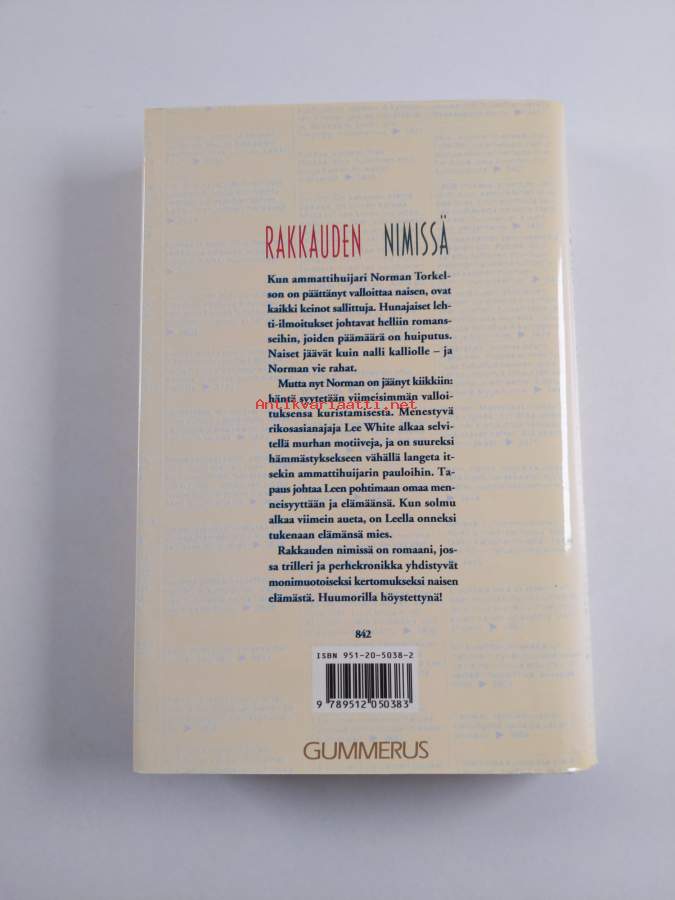 RAKKAUDEN NIMISSÄ
Kun ammattihuijari Norman Torkel-
son on päättänyt valloittaa naisen, ovat
kaikki keinot sallittuja. Hunajaiset leh-
ti-ilmoitukset johtavat helliin romans-
seihin, joiden päämäärä on huiputus.
Naiset jäävät kuin nalli kalliolle – ja
Norman vie rahat.
Mutta nyt Norman on jäänyt kiikkiin:
häntä syytetään viimeisimmän valloi-
Antikvariaatti.net
tuksensa kuristamisesta. Menestyvä
rikosasianajaja Lee White alkaa selvi-
tellä murhan motiiveja, ja on suureksi
hämmästyksekseen vähällä langeta it-
sekin ammattihuijarin pauloihin. Ta-
paus johtaa Leen pohtimaan omaa men-
neisyyttään ja elämäänsä. Kun solmu
alkaa viimein aueta, on Leella onneksi
tukenaan elämänsä mies.
Rakkauden nimissä on romaani, jos-
sa trilleri ja perhekronikka yhdistyvät
monimuotoiseksi kertomukseksi naisen
elämästä. Huumorilla höystettynä!
842
ISBN 951-20-5038-2
9 789512 050383
GUMMERUS